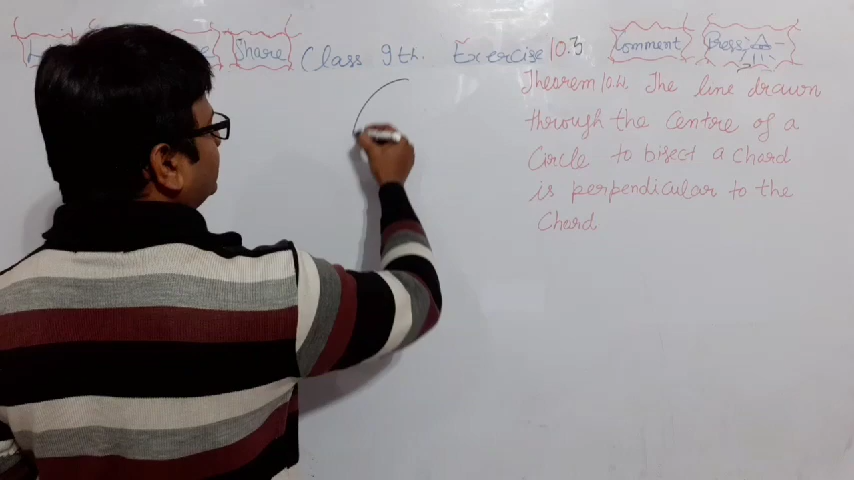 Share Class 9th. Exercise 10.3 Comment Press
Theorem 10.4. The line drawn
through the Centre of a
Circle to bisect a Chord
is perpendicular to the
Chord